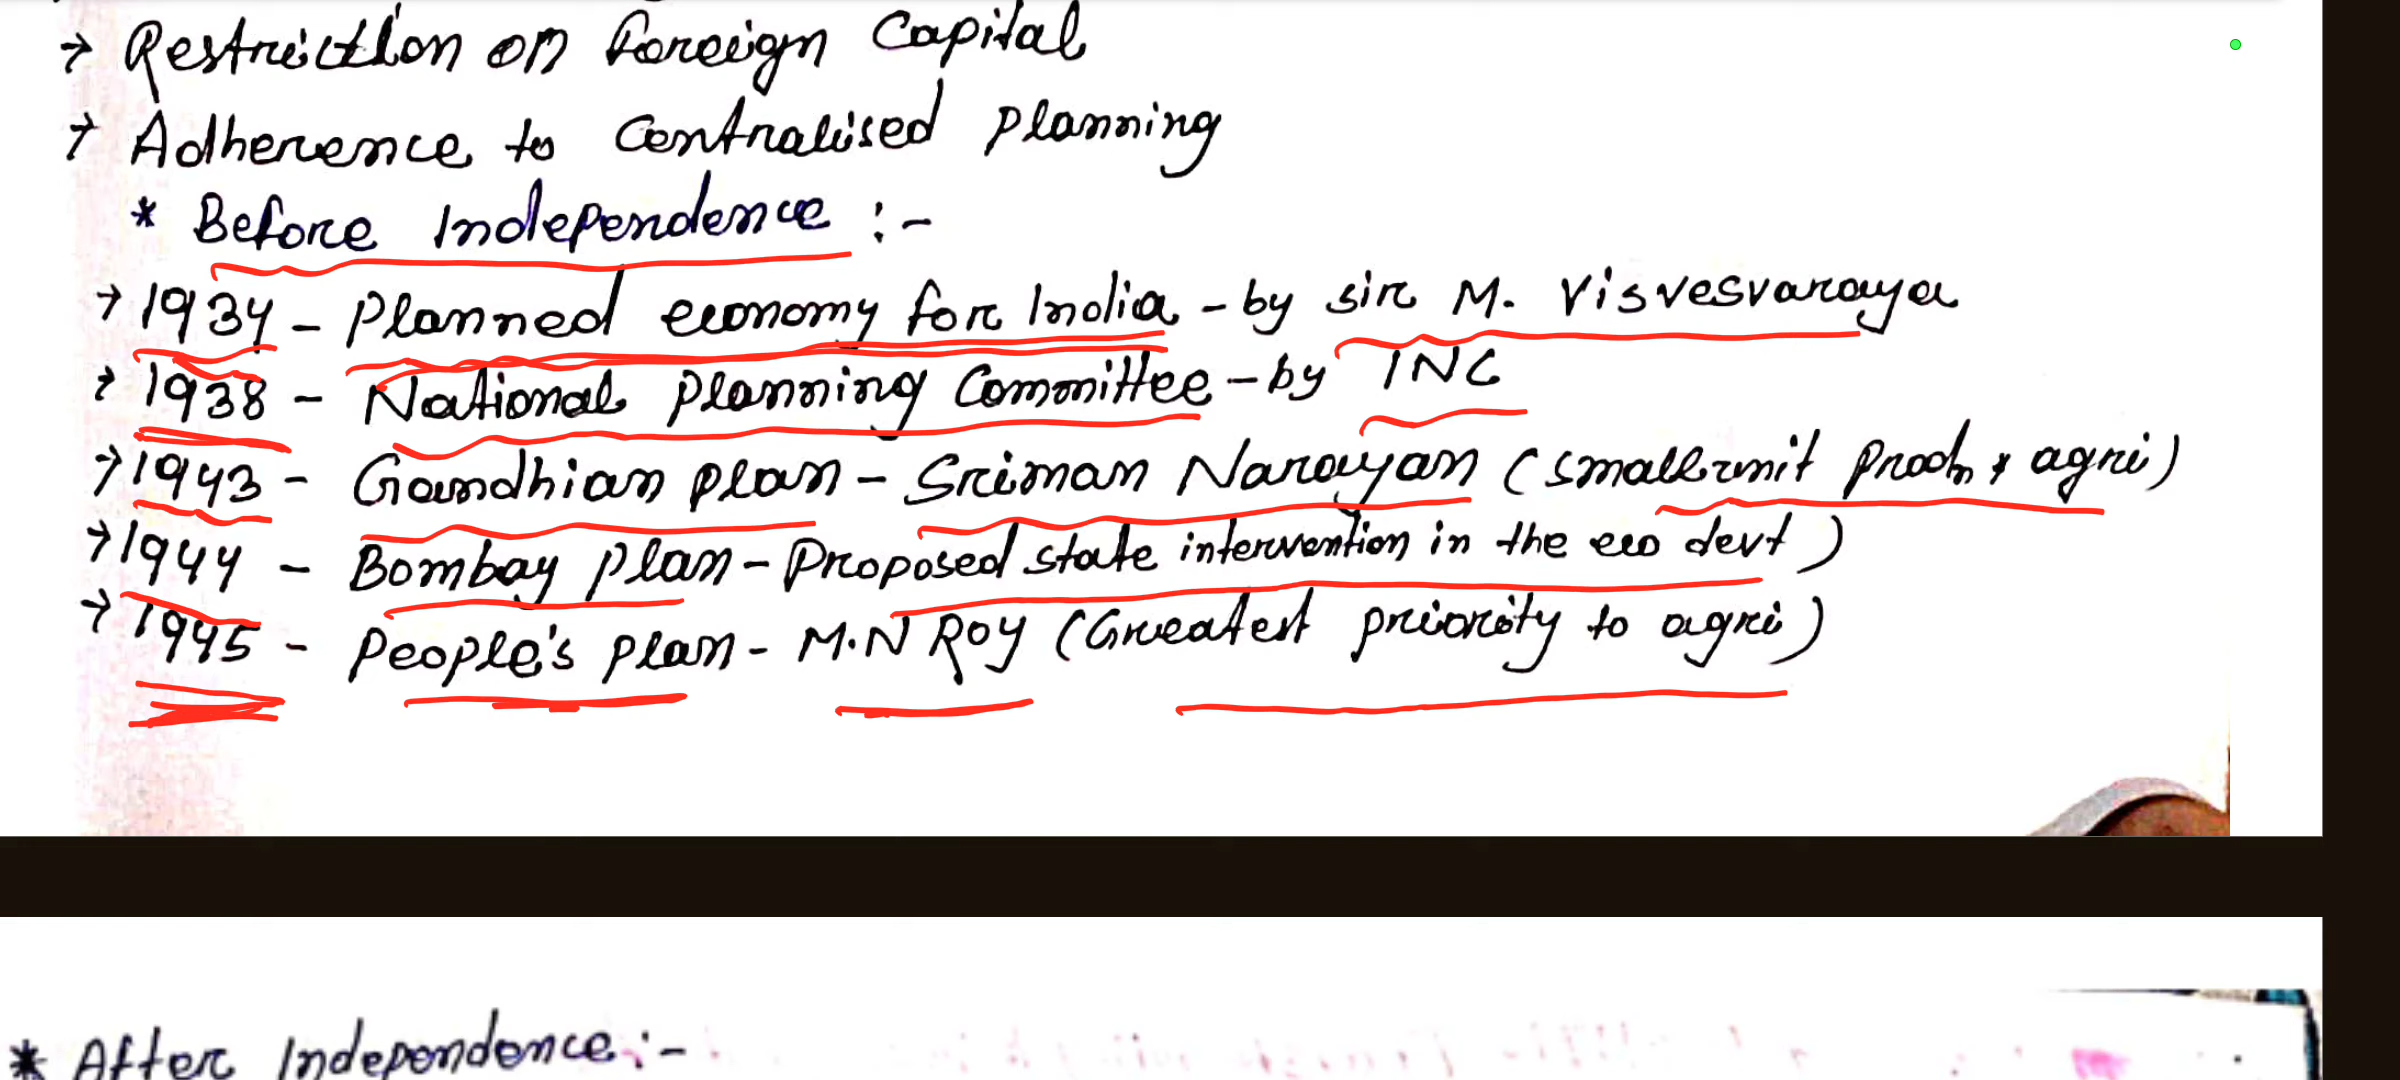 → Restriction on foreign Capital
→ Adherence to Centralised planning
* Before Independence :-
→ 1934 - Planned economy for India - by sir M. Visvesvaraya
→ 1938 - National planning Committee - by INC
→ 1943 - Gandhian plan - Sriman Narayan (small unit prodn & agri)
→ 1944 - Bombay plan - Proposed state intervention in the eco devt )
→ 1945 - People's plan - M.N Roy (Greatest priority to agri)
* After Independence :-